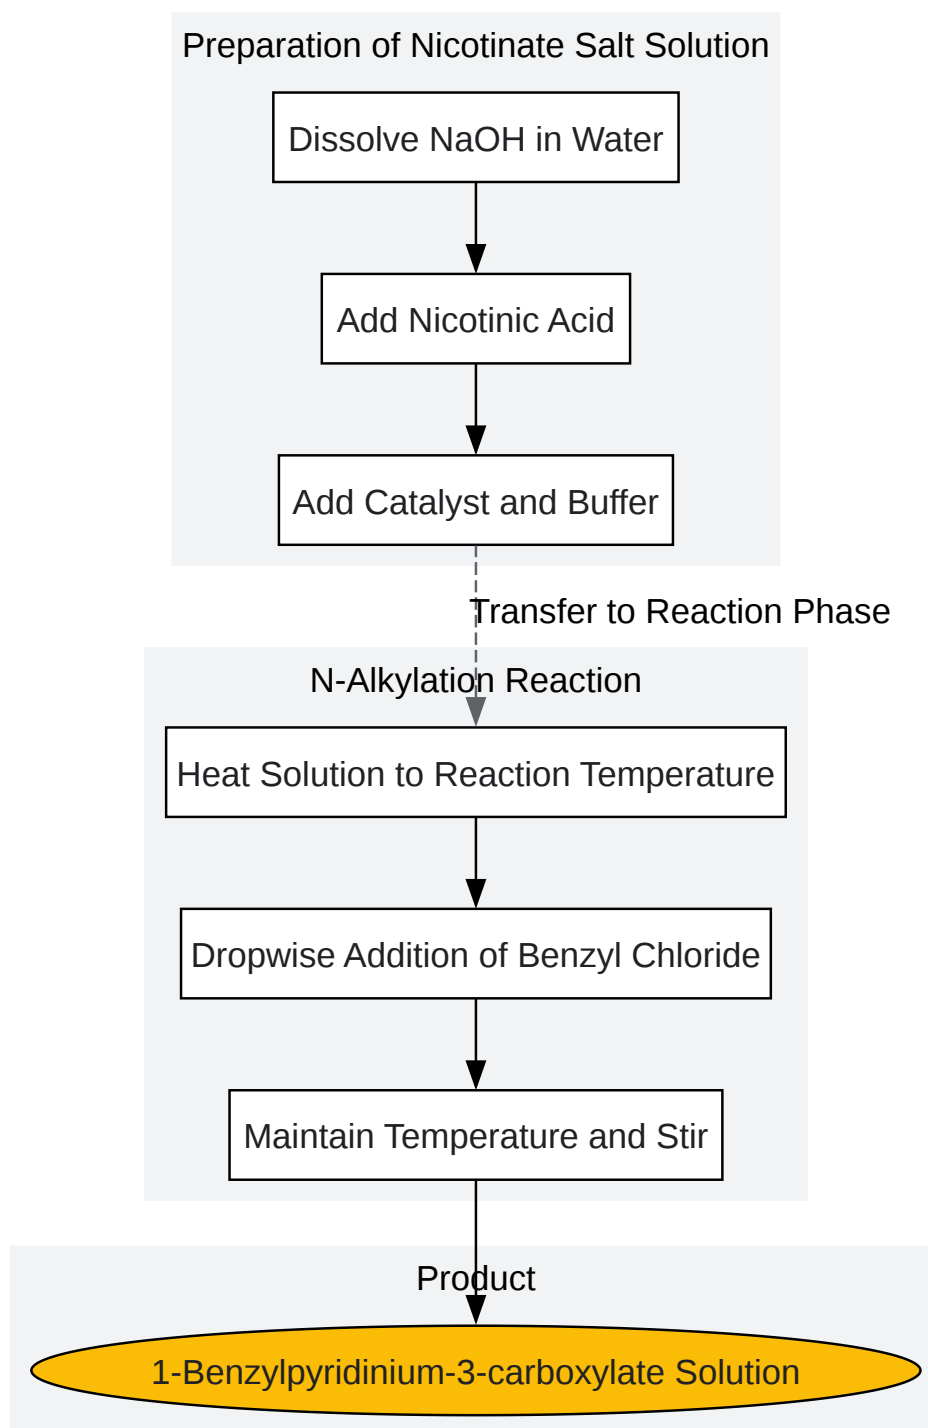 Preparation of Nicotinate Salt Solution
Dissolve NaOH in Water
Add Nicotinic Acid
Add Catalyst and Buffer
Transfer to Reaction Phase
N-Alkylation Reaction
Heat Solution to Reaction Temperature
Dropwise Addition of Benzyl Chloride
Maintain Temperature and Stir
Product
1-Benzylpyridinium-3-carboxylate Solution